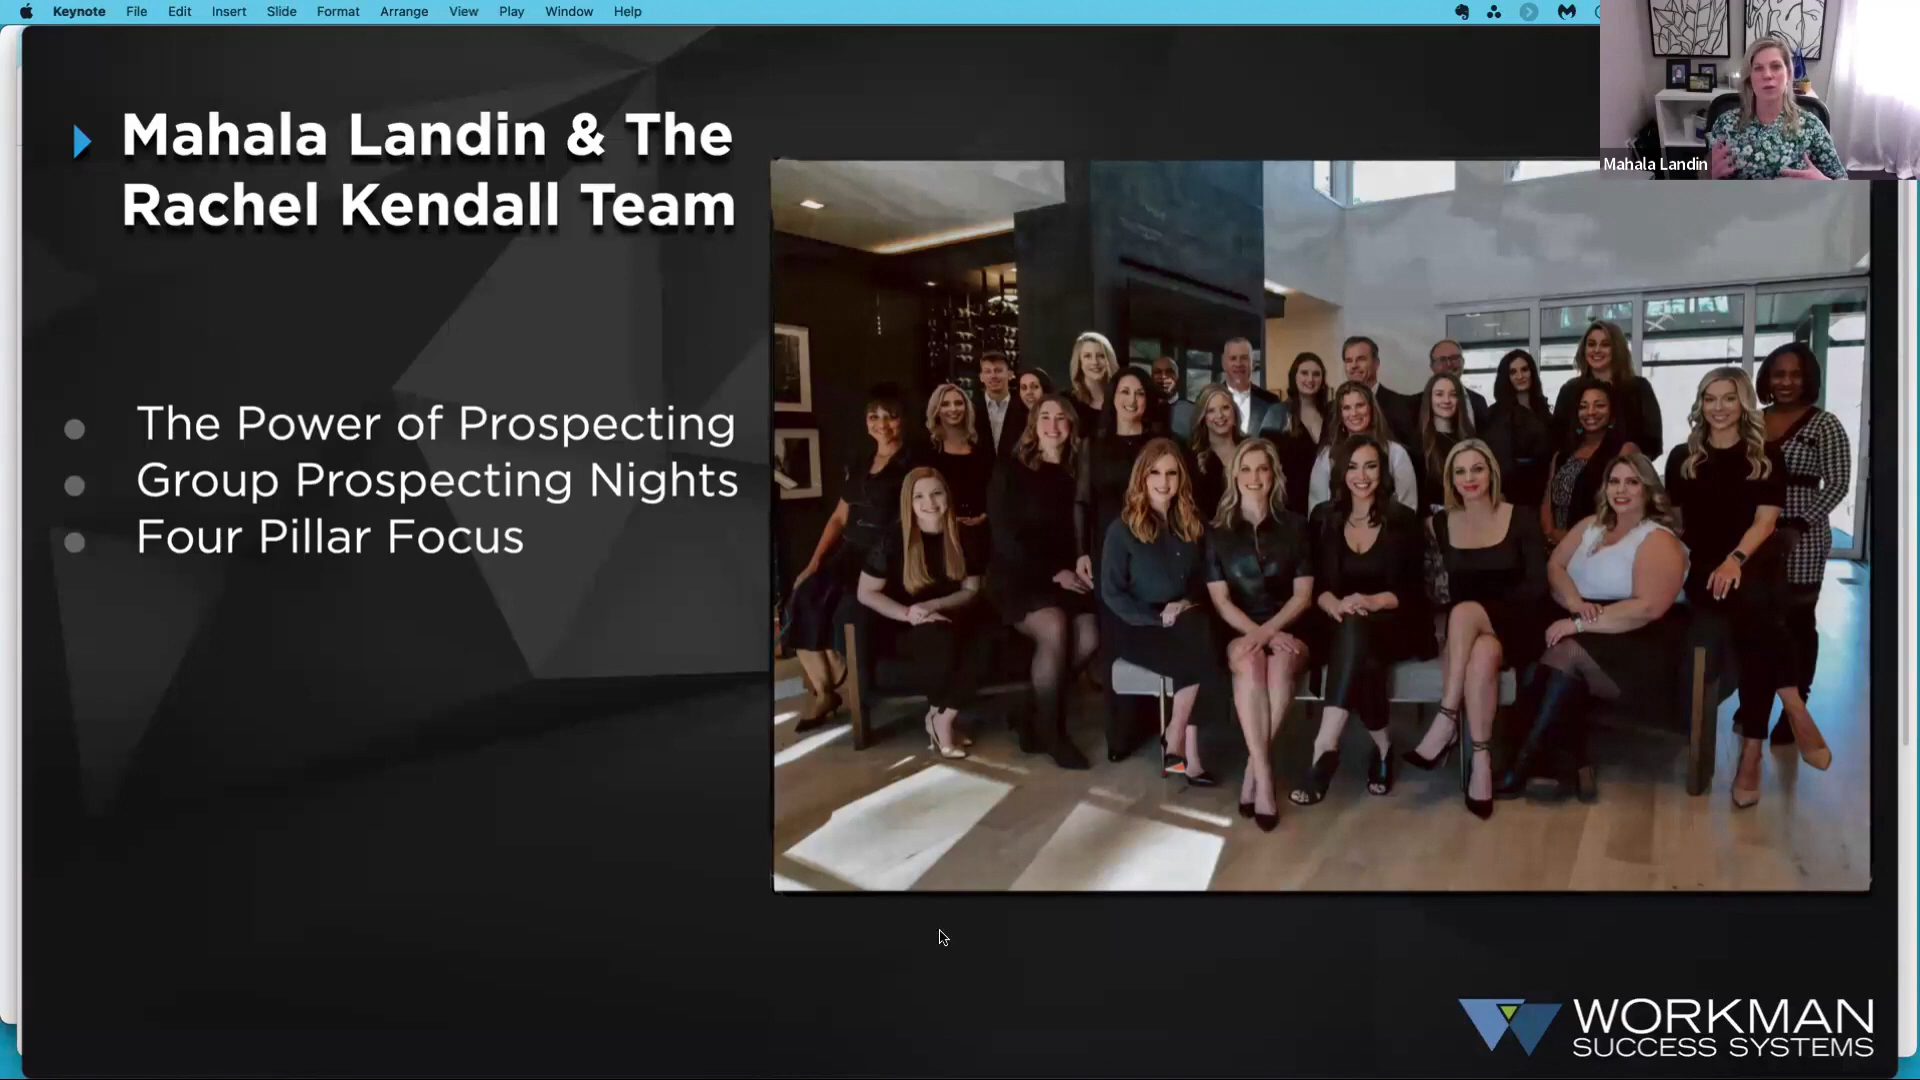 Keynote File Edit Insert Slide Format Arrange View Play Window Help
Mahala Landin
Mahala Landin & The
Rachel Kendall Team
The Power of Prospecting
Group Prospecting Nights
Four Pillar Focus
WORKMAN
SUCCESS SYSTEMS